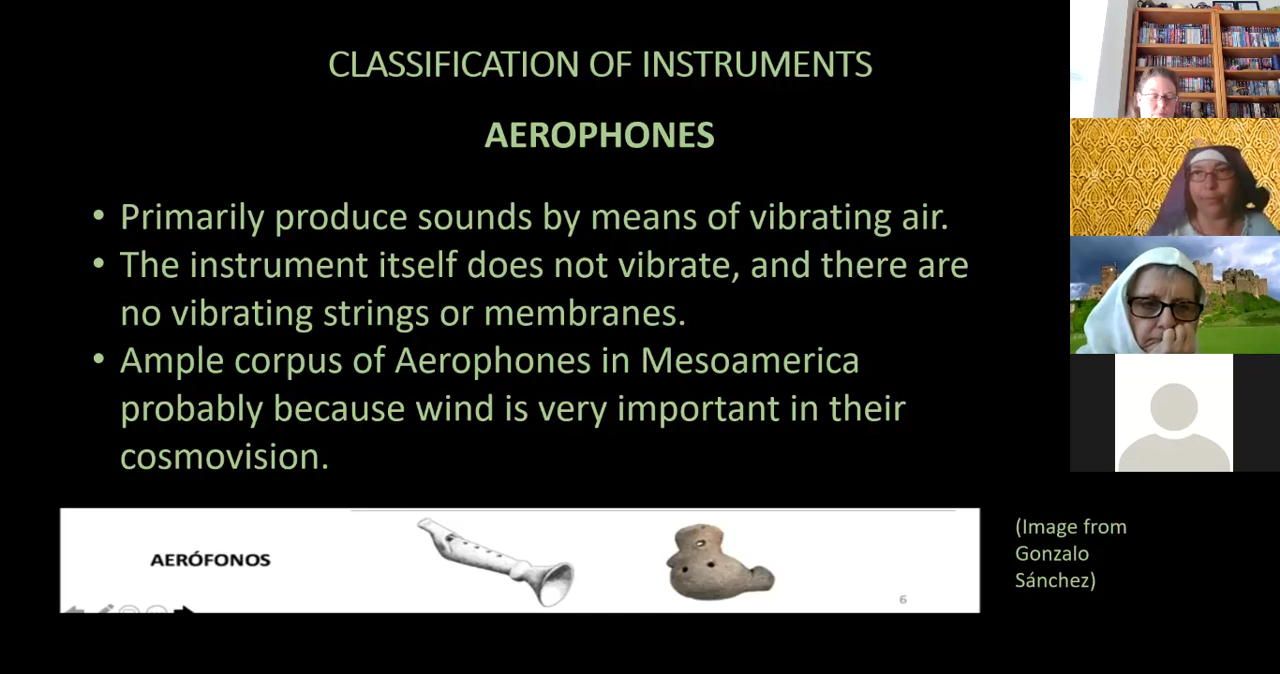 CLASSIFICATION OF INSTRUMENTS
AEROPHONES
• Primarily produce sounds by means of vibrating air.
• The instrument itself does not vibrate, and there are
no vibrating strings or membranes.
• Ample corpus of Aerophones in Mesoamerica
probably because wind is very important in their
cosmovision.
AERÓFONOS
6
(Image from
Gonzalo
Sánchez)